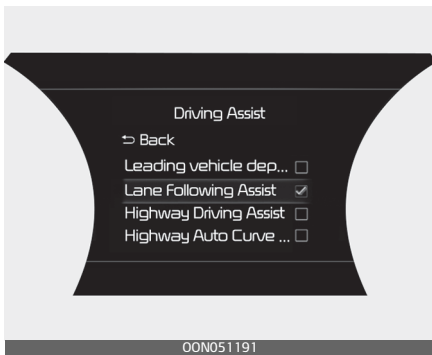 Driving Assist
Back
Leading vehicle dep...
Lane Following Assist
Highway Driving Assist
Highway Auto Curve ...
OON051191